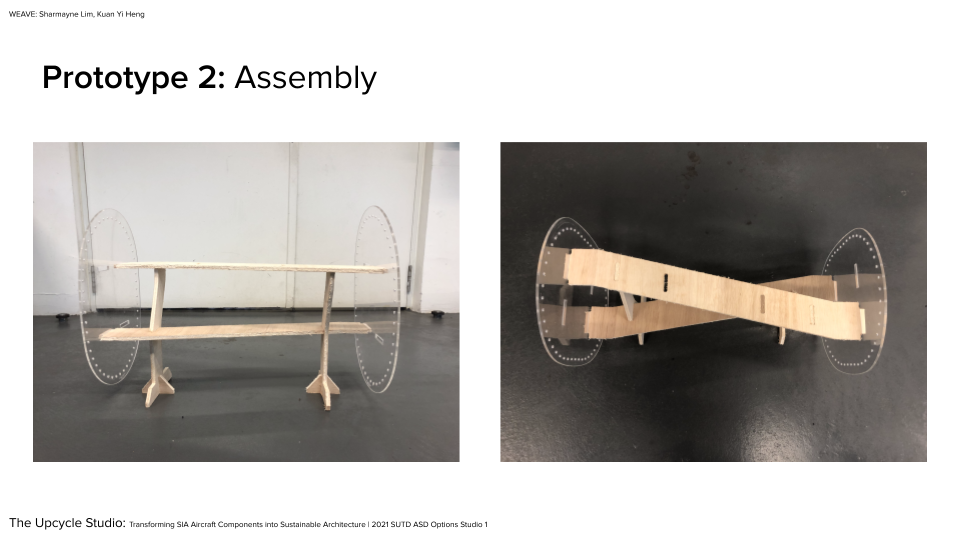 WEAVE: Sharmayne Lim, Kuan Yi Heng
Prototype 2: Assembly
The Upcycle Studio: Transforming SIA Aircraft Components into Sustainable Architecture | 2021 SUTD ASD Options Studio 1